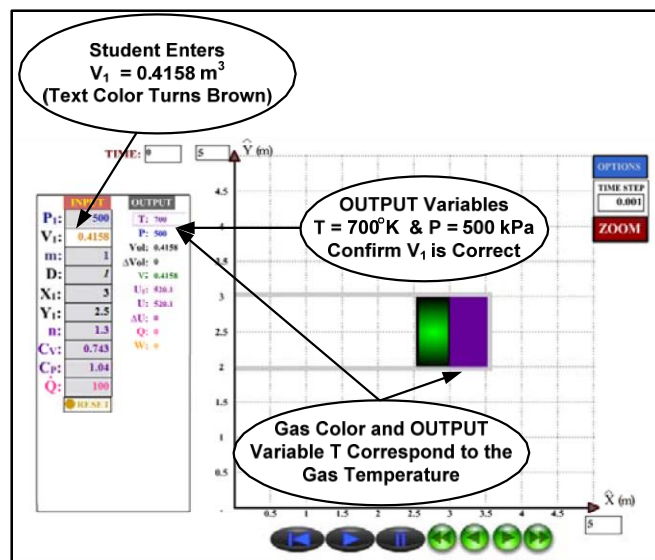 Student Enters
V₁ = 0.4158 m³
(Text Color Turns Brown)
TIME: 0 5
Ŷ (m)
OPTIONS
TIME STEP
0.001
ZOOM
OUTPUT Variables
T = 700°K & P = 500 kPa
Confirm V₁ is Correct
INPUT OUTPUT
P₁: 500
V₁: 0.4158
m: 1
D: 1
X₁: 3
Y₁: 2.5
n: 1.3
Cᵥ: 0.743
Cₚ: 1.04
Q̇: 100
RESET
T: 700
P: 500
Vol: 0.4158
ΔVol: 0
V: 0.4158
U₁: 520.1
U: 520.1
ΔU: 0
Q: 0
W: 0
4.5
4
3.5
3
2.5
2
1.5
1
0.5
.
Gas Color and OUTPUT
Variable T Correspond to the
Gas Temperature
0.5 1 1.5 2 2.5 3 3.5 4 4.5
X̂ (m)
5